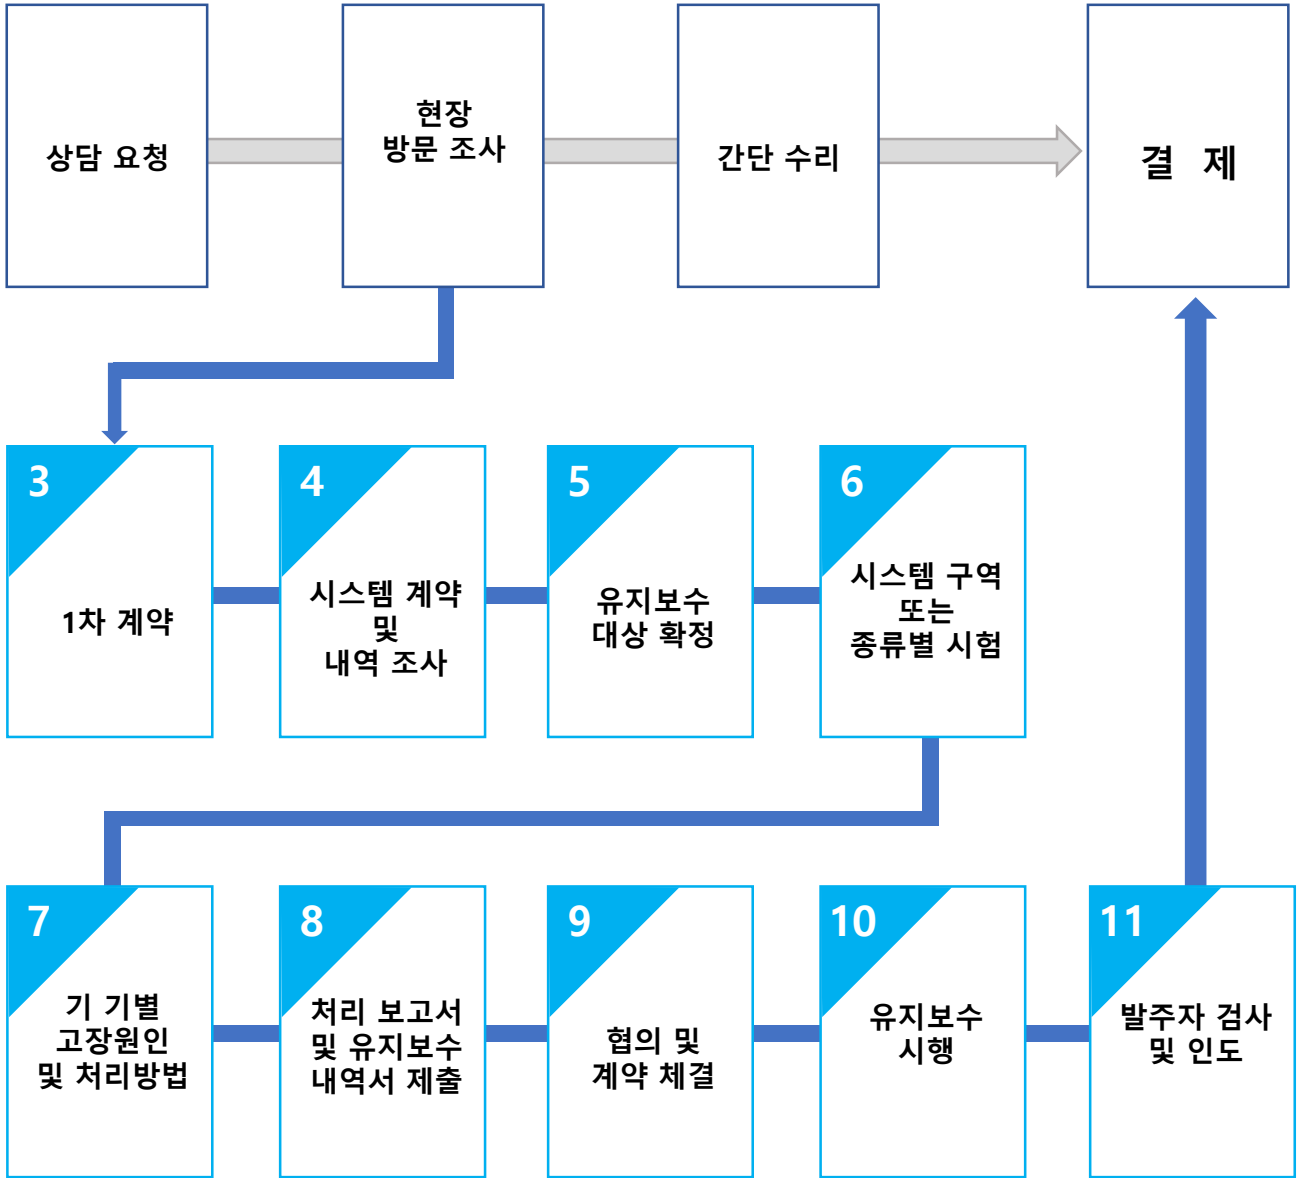 상담 요청
현장
방문 조사
간단 수리
결 제
3
1차 계약
4
시스템 계약
및
내역 조사
5
유지보수
대상 확정
6
시스템 구역
또는
종류별 시험
7
기 기별
고장원인
및 처리방법
8
처리 보고서
및 유지보수
내역서 제출
9
협의 및
계약 체결
10
유지보수
시행
11
발주자 검사
및 인도